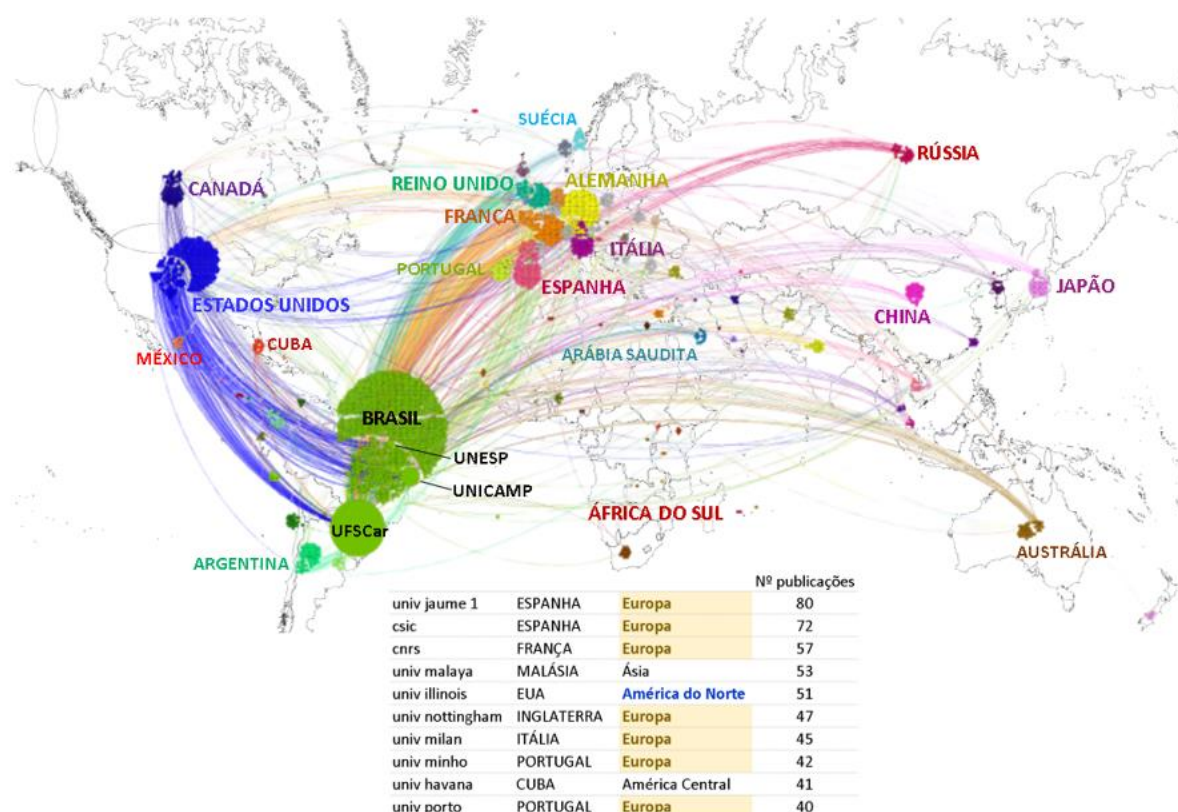 SUÉCIA
RÚSSIA
CANADÁ
REINO UNIDO
ALEMANHA
FRANÇA
ITÁLIA
PORTUGAL
ESPANHA
JAPÃO
ESTADOS UNIDOS
CHINA
MÉXICO
CUBA
ARÁBIA SAUDITA
BRASIL
UNESP
UNICAMP
ÁFRICA DO SUL
UFSCar
AUSTRÁLIA
ARGENTINA
Nº publicações
univ jaume 1 ESPANHA Europa 80
csic ESPANHA Europa 72
cnrs FRANÇA Europa 57
univ malaya MALÁSIA Ásia 53
univ illinois EUA América do Norte 51
univ nottingham INGLATERRA Europa 47
univ milan ITÁLIA Europa 45
univ minho PORTUGAL Europa 42
univ havana CUBA América Central 41
univ porto PORTUGAL Europa 40